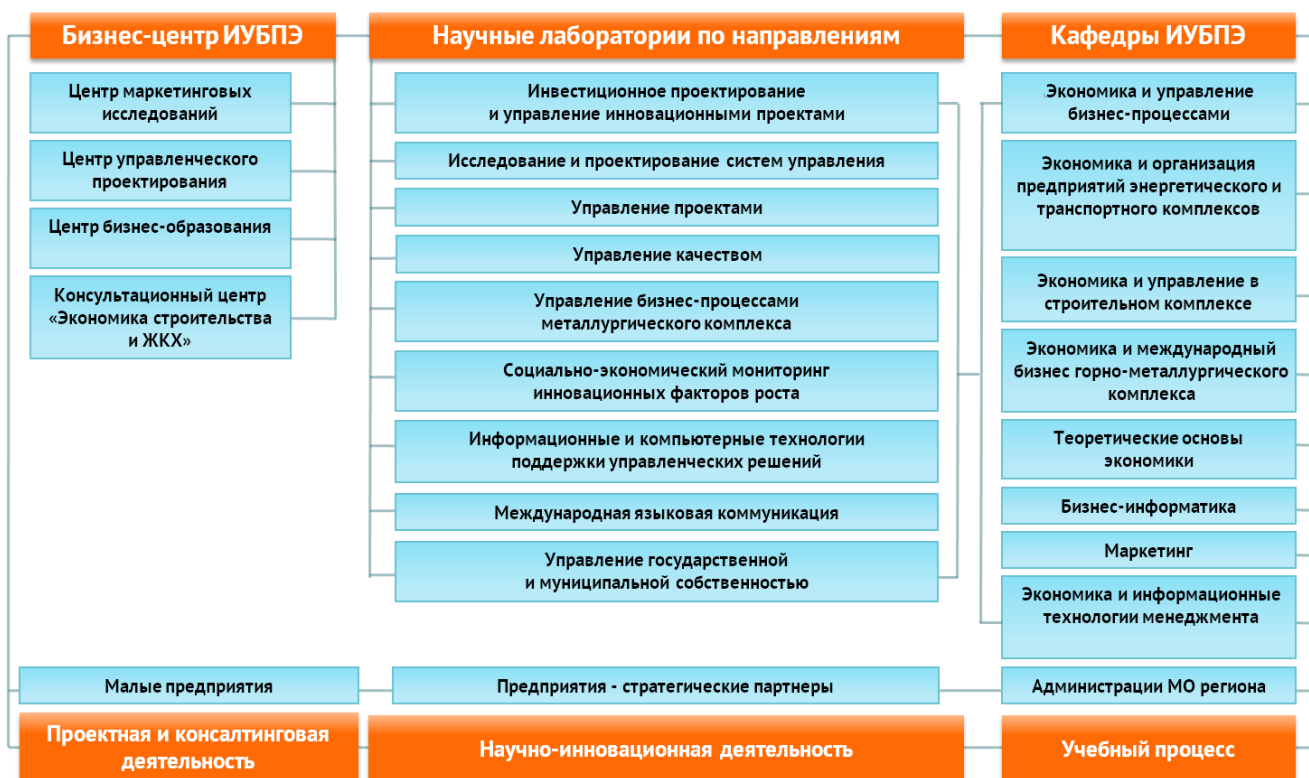 Бизнес-центр ИУБПЭ
Центр маркетинговых
исследований
Центр управленческого
проектирования
Центр бизнес-образования
Консультационный центр
«Экономика строительства
и ЖКХ»
Научные лаборатории по направлениям
Инвестиционное проектирование
и управление инновационными проектами
Исследование и проектирование систем управления
Управление проектами
Управление качеством
Управление бизнес-процессами
металлургического комплекса
Социально-экономический мониторинг
инновационных факторов роста
Информационные и компьютерные технологии
поддержки управленческих решений
Международная языковая коммуникация
Управление государственной
и муниципальной собственностью
Кафедры ИУБПЭ
Экономика и управление
бизнес-процессами
Экономика и организация
предприятий энергетического и
транспортного комплексов
Экономика и управление в
строительном комплексе
Экономика и международный
бизнес горно-металлургического
комплекса
Теоретические основы
экономики
Бизнес-информатика
Маркетинг
Экономика и информационные
технологии менеджмента
Малые предприятия
Предприятия - стратегические партнеры
Администрации МО региона
Проектная и консалтинговая
деятельность
Научно-инновационная деятельность
Учебный процесс